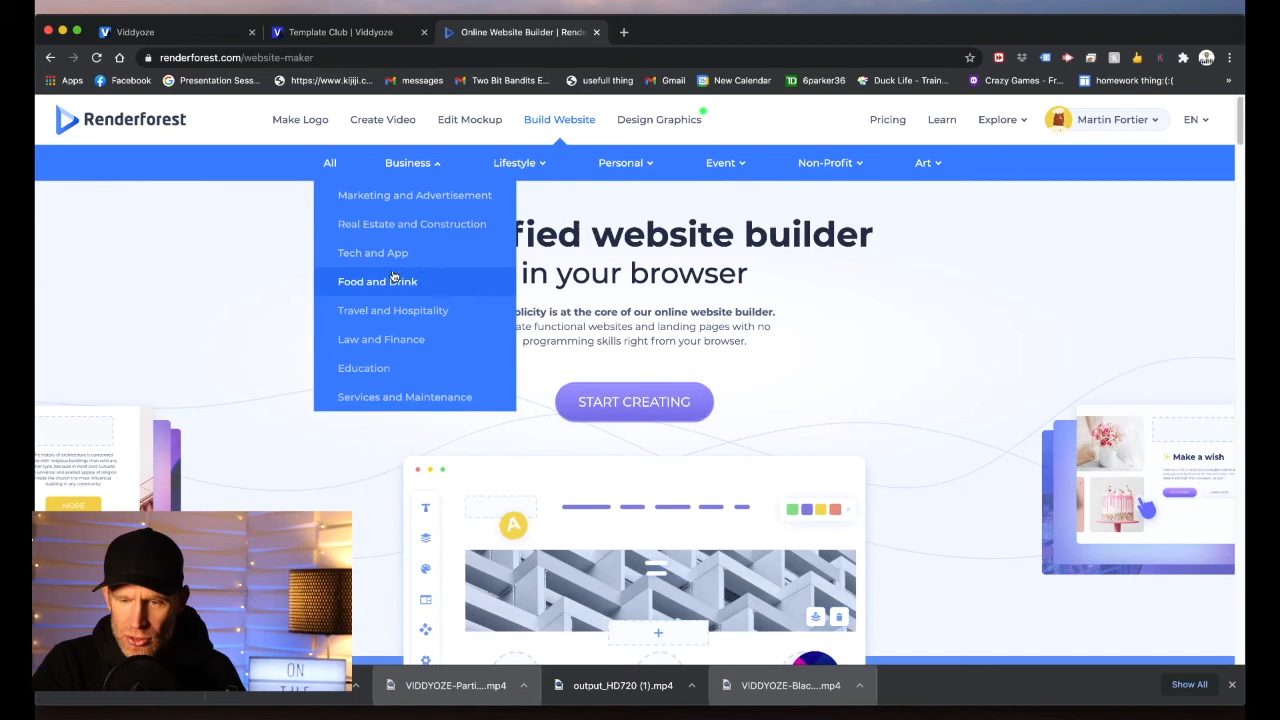 Viddyoze
Template Club | Viddyoze
Online Website Builder | Rende
renderforest.com/website-maker
Apps
Facebook
Presentation Sess...
https://www.kijiji.c...
messages
Two Bit Bandits E...
usefull thing
Gmail
New Calendar
6parker36
Duck Life - Train...
Crazy Games - Fr...
homework thing:(:(
»
Renderforest
Make Logo
Create Video
Edit Mockup
Build Website
Design Graphics
Pricing
Learn
Explore
Martin Fortier
EN
All
Business
Lifestyle
Personal
Event
Non-Profit
Art
Marketing and Advertisement
Real Estate and Construction
Tech and App
Food and Drink
Travel and Hospitality
Law and Finance
Education
Services and Maintenance
fied website builder
in your browser
plicity is at the core of our online website builder.
ate functional websites and landing pages with no
programming skills right from your browser.
START CREATING
MORE
Make a wish
T
A
ON
THE
VIDDYOZE-Parti....mp4
output_HD720 (1).mp4
VIDDYOZE-Blac....mp4
Show All